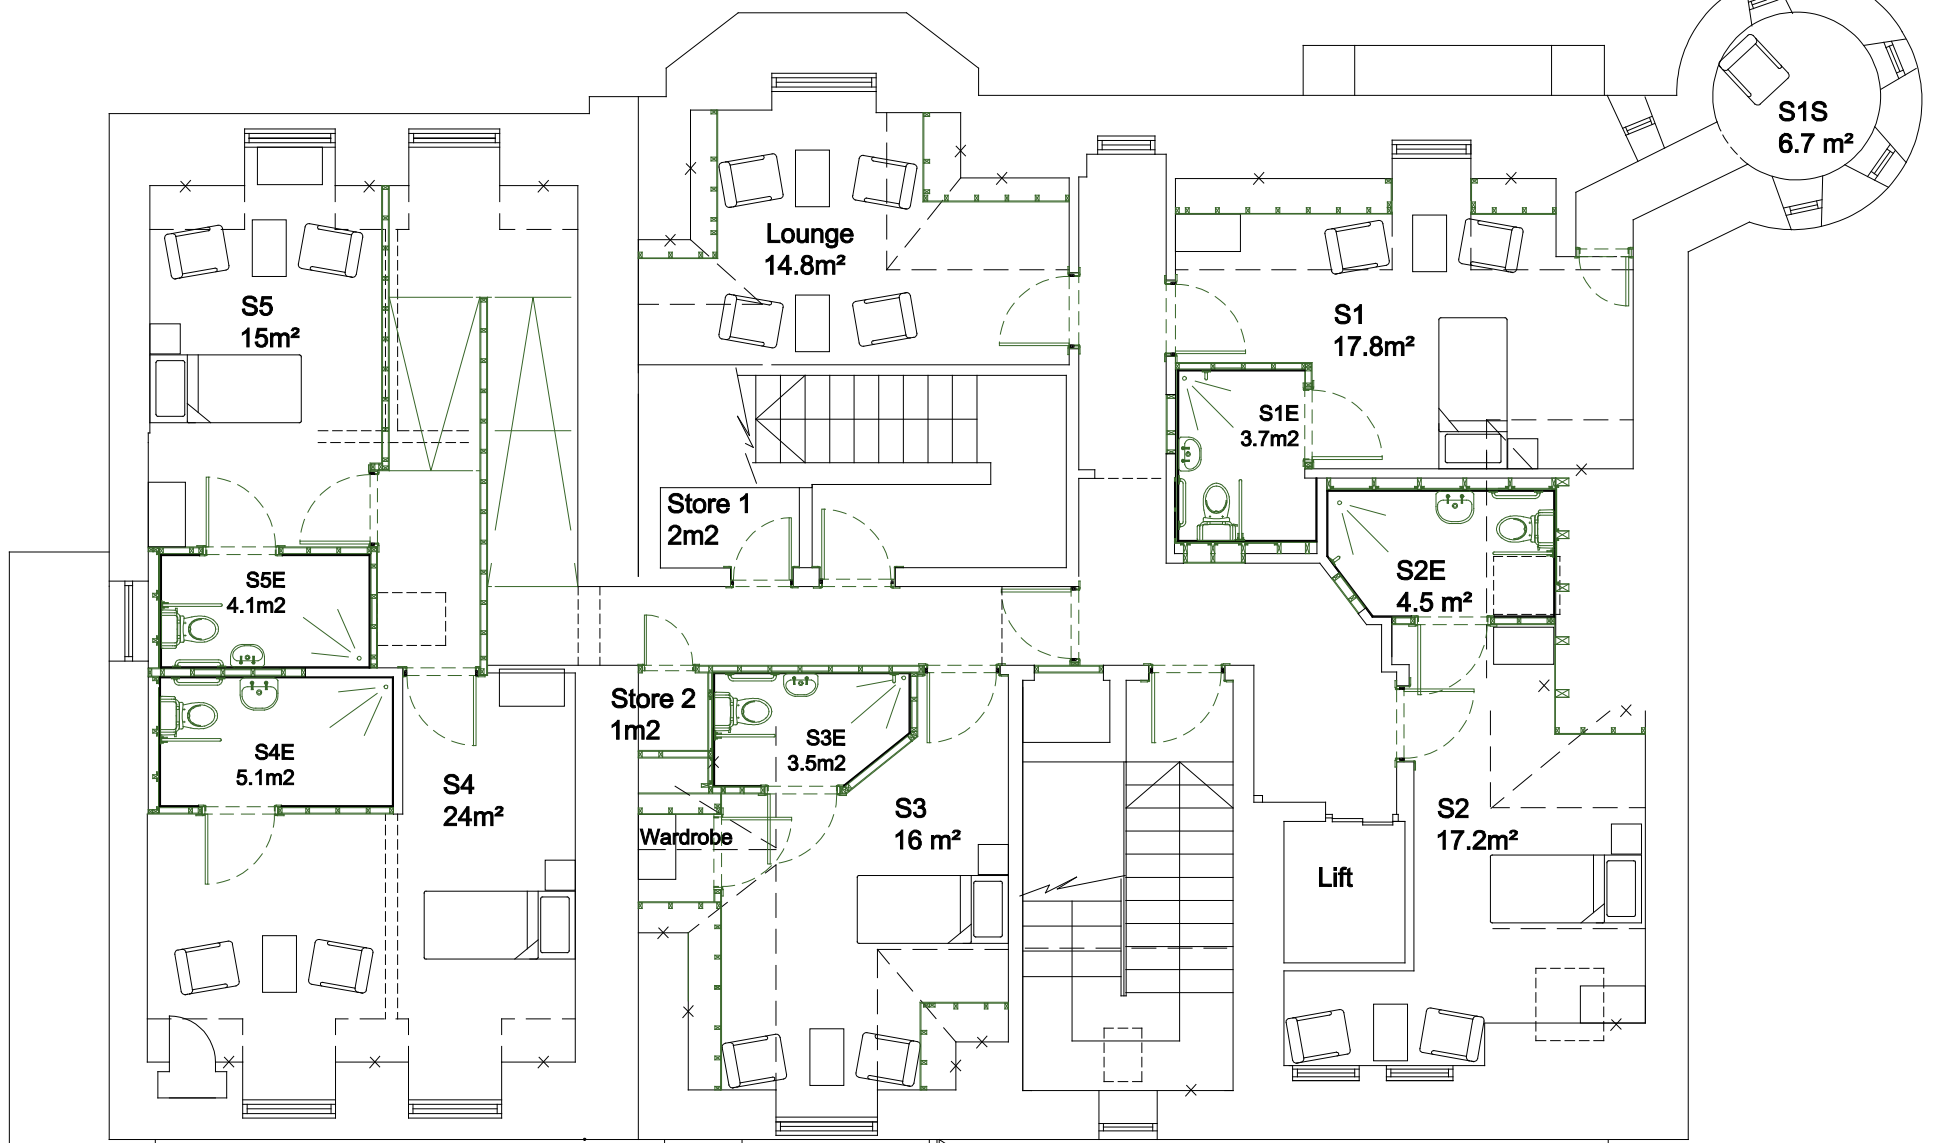 S1S
6.7 m²
Lounge
14.8m²
S5
15m²
S1
17.8m²
S1E
3.7m2
Store 1
2m2
S5E
4.1m2
S2E
4.5 m²
Store 2
1m2
S3E
3.5m2
S4E
5.1m2
S4
24m²
S3
16 m²
S2
17.2m²
Wardrobe
Lift